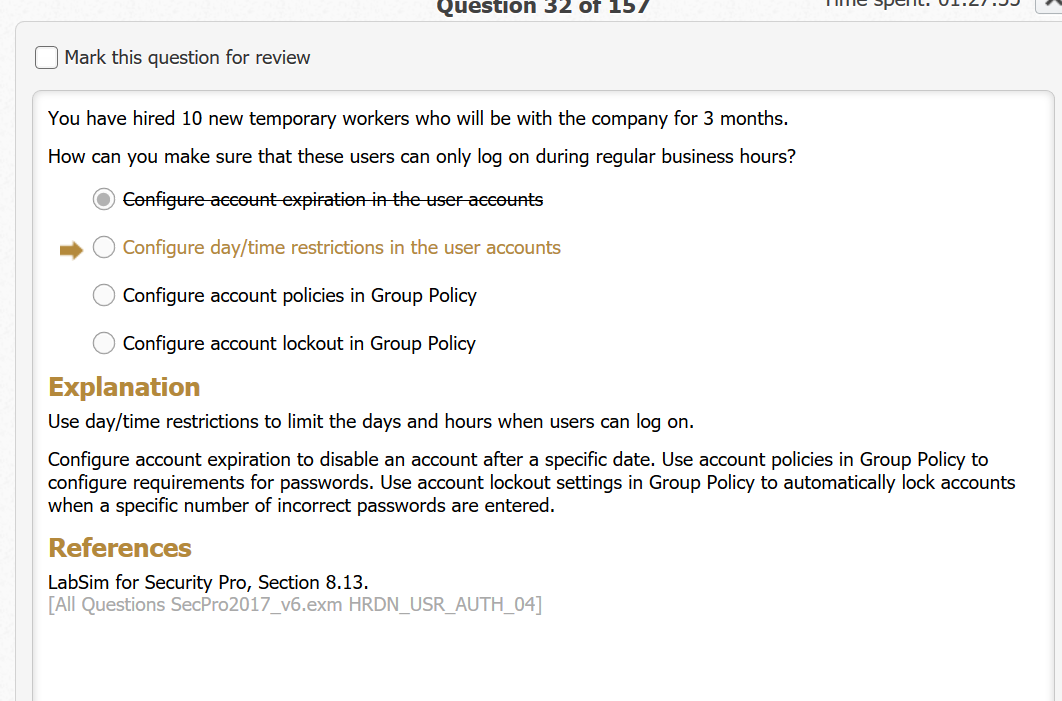 Question 32 of 157
Time spent: 01:27:55
Mark this question for review
You have hired 10 new temporary workers who will be with the company for 3 months.
How can you make sure that these users can only log on during regular business hours?
Configure account expiration in the user accounts
Configure day/time restrictions in the user accounts
Configure account policies in Group Policy
Configure account lockout in Group Policy
Explanation
Use day/time restrictions to limit the days and hours when users can log on.
Configure account expiration to disable an account after a specific date. Use account policies in Group Policy to
configure requirements for passwords. Use account lockout settings in Group Policy to automatically lock accounts
when a specific number of incorrect passwords are entered.
References
LabSim for Security Pro, Section 8.13.
[All Questions SecPro2017_v6.exm HRDN_USR_AUTH_04]